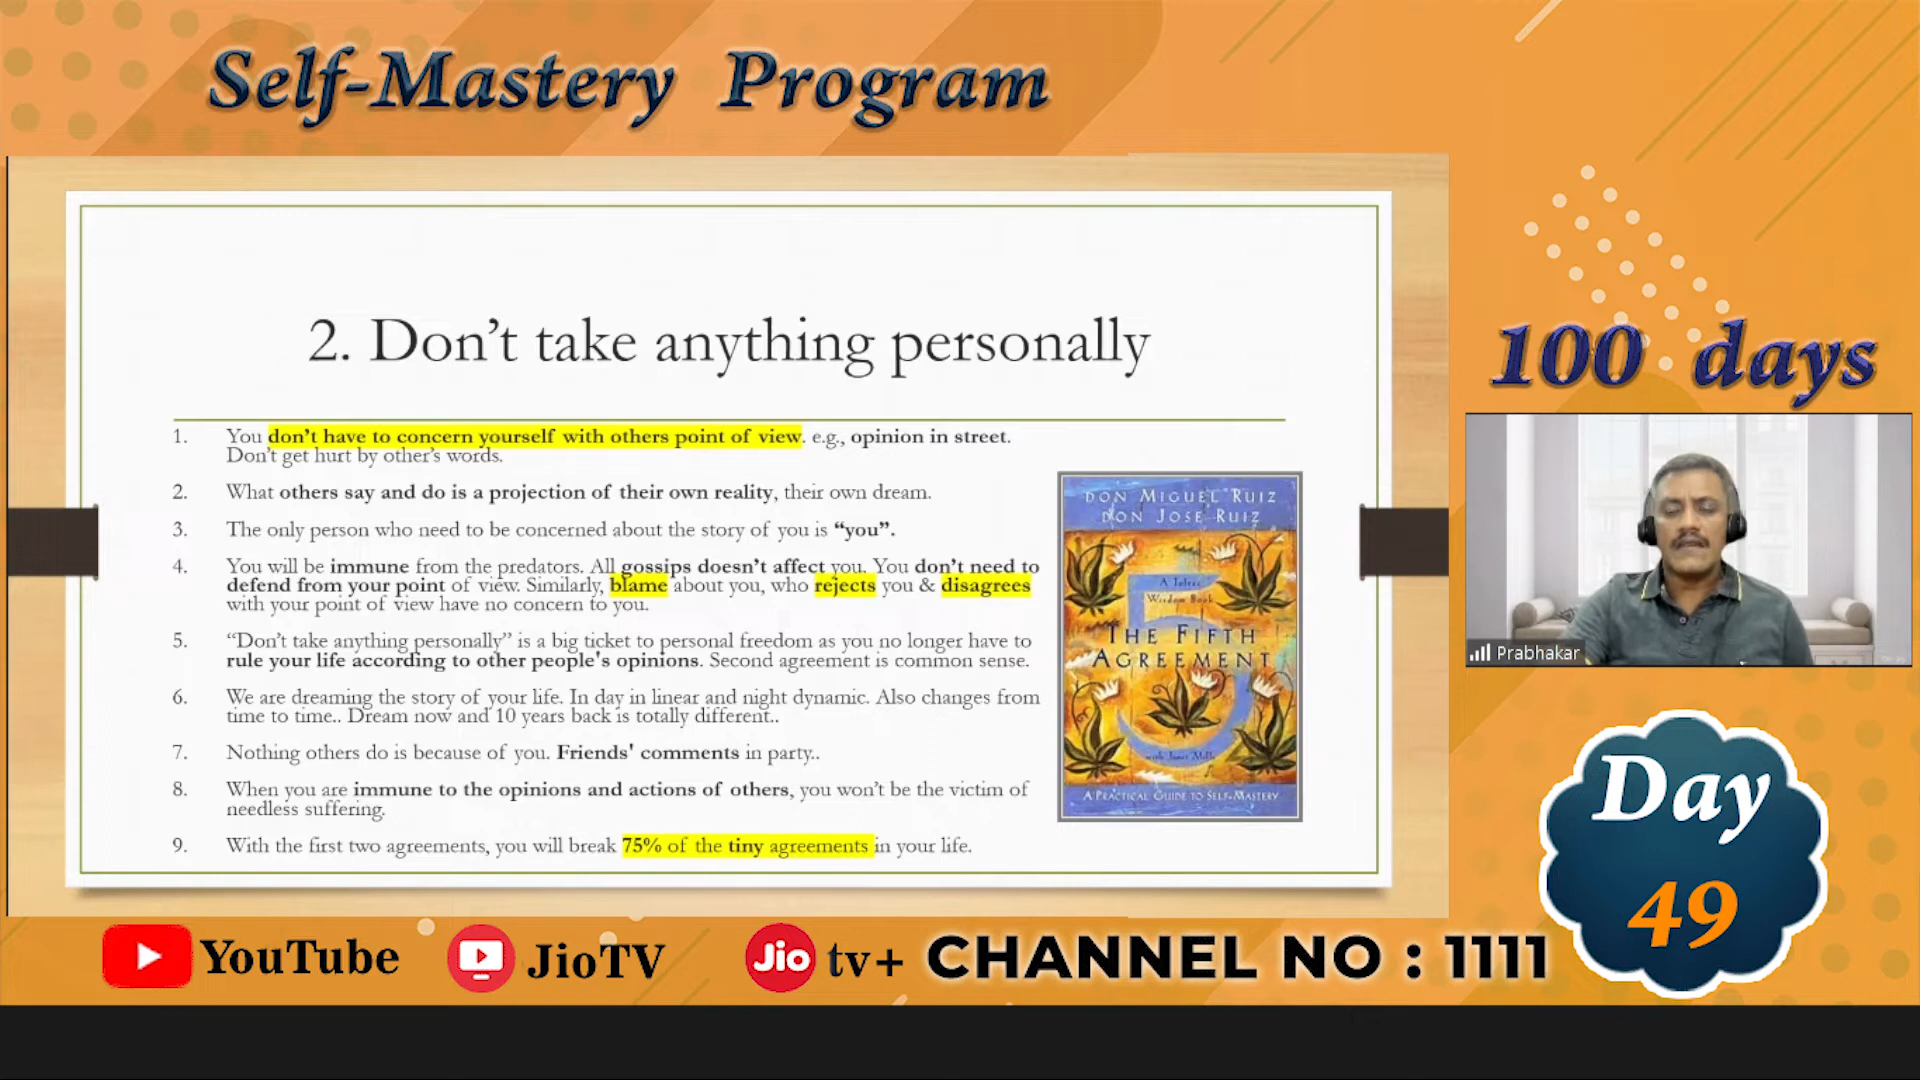 Self-Mastery Program
2. Don’t take anything personally
1. You don’t have to concern yourself with others point of view. e.g., opinion in street.
Don’t get hurt by other’s words.
2. What others say and do is a projection of their own reality, their own dream.
3. The only person who need to be concerned about the story of you is “you”.
4. You will be immune from the predators. All gossips doesn’t affect you. You don’t need to
defend from your point of view. Similarly, blame about you, who rejects you & disagrees
with your point of view have no concern to you.
5. “Don’t take anything personally” is a big ticket to personal freedom as you no longer have to
rule your life according to other people's opinions. Second agreement is common sense.
6. We are dreaming the story of your life. In day in linear and night dynamic. Also changes from
time to time.. Dream now and 10 years back is totally different..
7. Nothing others do is because of you. Friends' comments in party..
8. When you are immune to the opinions and actions of others, you won’t be the victim of
needless suffering.
9. With the first two agreements, you will break 75% of the tiny agreements in your life.
DON MIGUEL RUIZ
DON JOSE RUIZ
A Toltec
Wisdom Book
5
THE FIFTH
AGREEMENT
with Janet Mills
A PRACTICAL GUIDE TO SELF-MASTERY
100 days
Prabhakar
Day
49
YouTube
JioTV
Jio tv+
CHANNEL NO : 1111